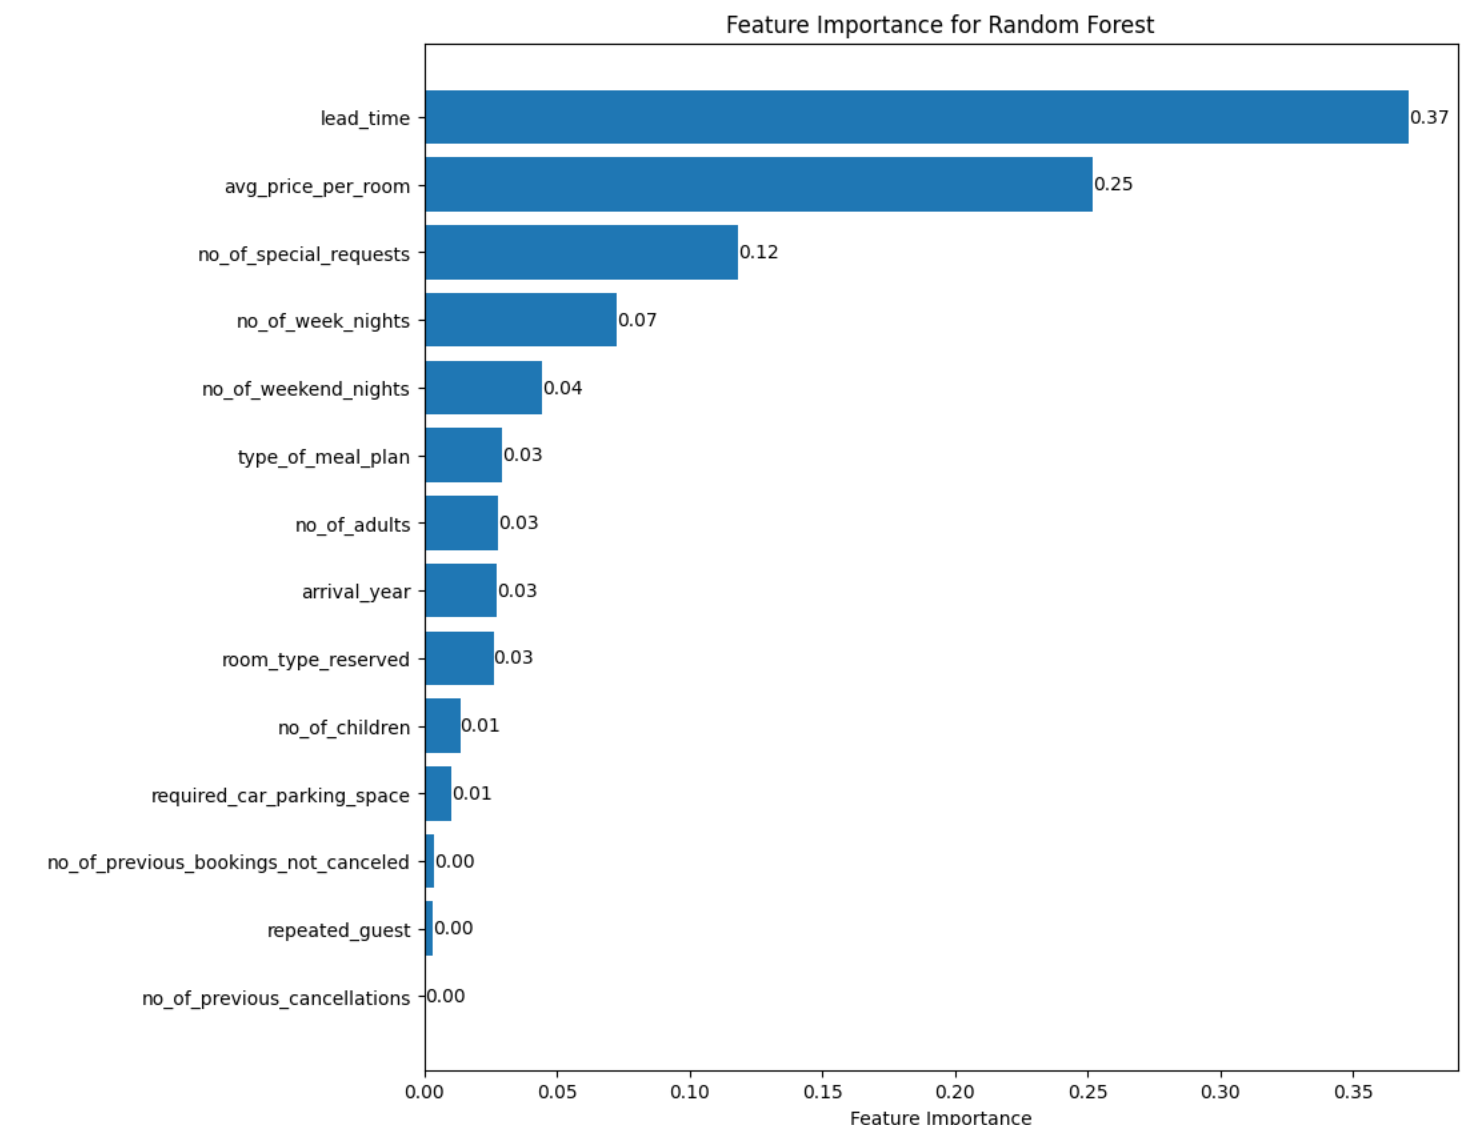 Feature Importance for Random Forest
lead_time 0.37
avg_price_per_room 0.25
no_of_special_requests 0.12
no_of_week_nights 0.07
no_of_weekend_nights 0.04
type_of_meal_plan 0.03
no_of_adults 0.03
arrival_year 0.03
room_type_reserved 0.03
no_of_children 0.01
required_car_parking_space 0.01
no_of_previous_bookings_not_canceled 0.00
repeated_guest 0.00
no_of_previous_cancellations 0.00
0.00 0.05 0.10 0.15 0.20 0.25 0.30 0.35
Feature Importance